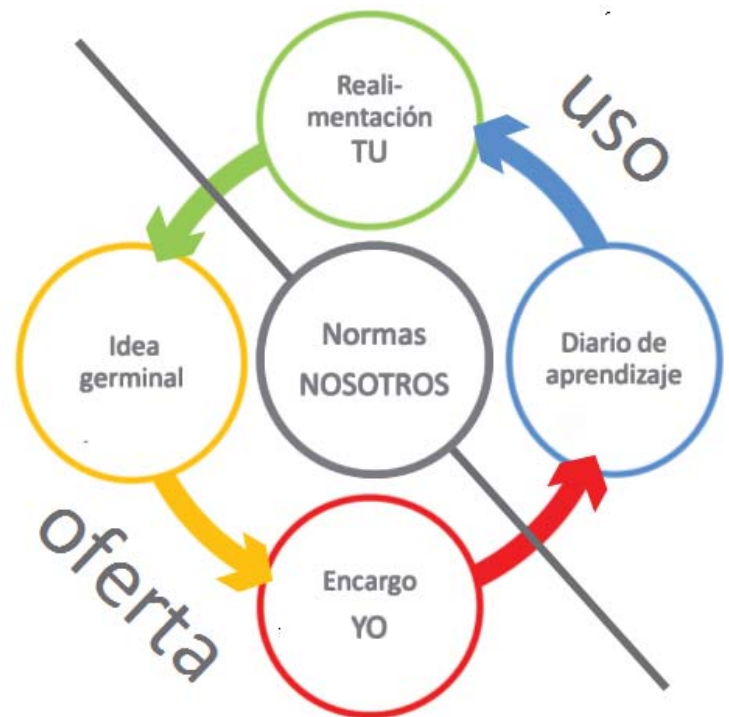 Reali-
mentación
TU
uso
Idea
germinal
Normas
NOSOTROS
Diario de
aprendizaje
oferta
Encargo
YO